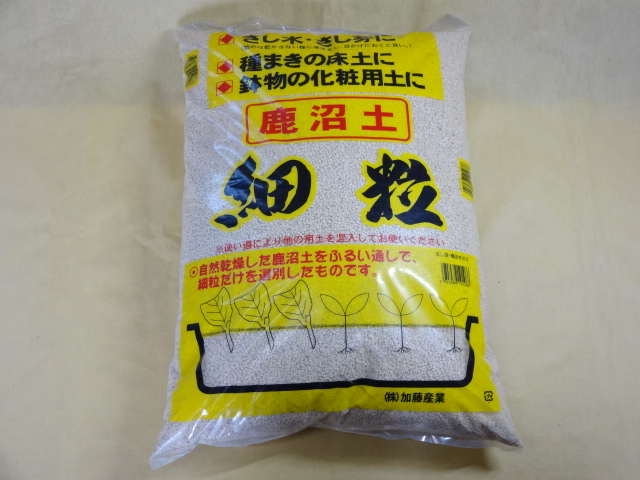 さし木・さし芽に
種まきの床土に
鉢物の化粧用土に
鹿沼土
細粒
※使い道により他の用土を混入してお使いください
◎自然乾燥した鹿沼土をふるい通して、
細粒だけを選別したものです。
(株)加藤産業